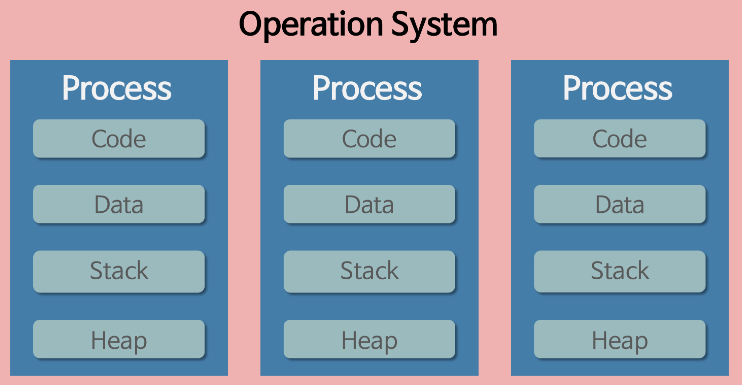 Operation System
Process
Code
Data
Stack
Heap
Process
Code
Data
Stack
Heap
Process
Code
Data
Stack
Heap